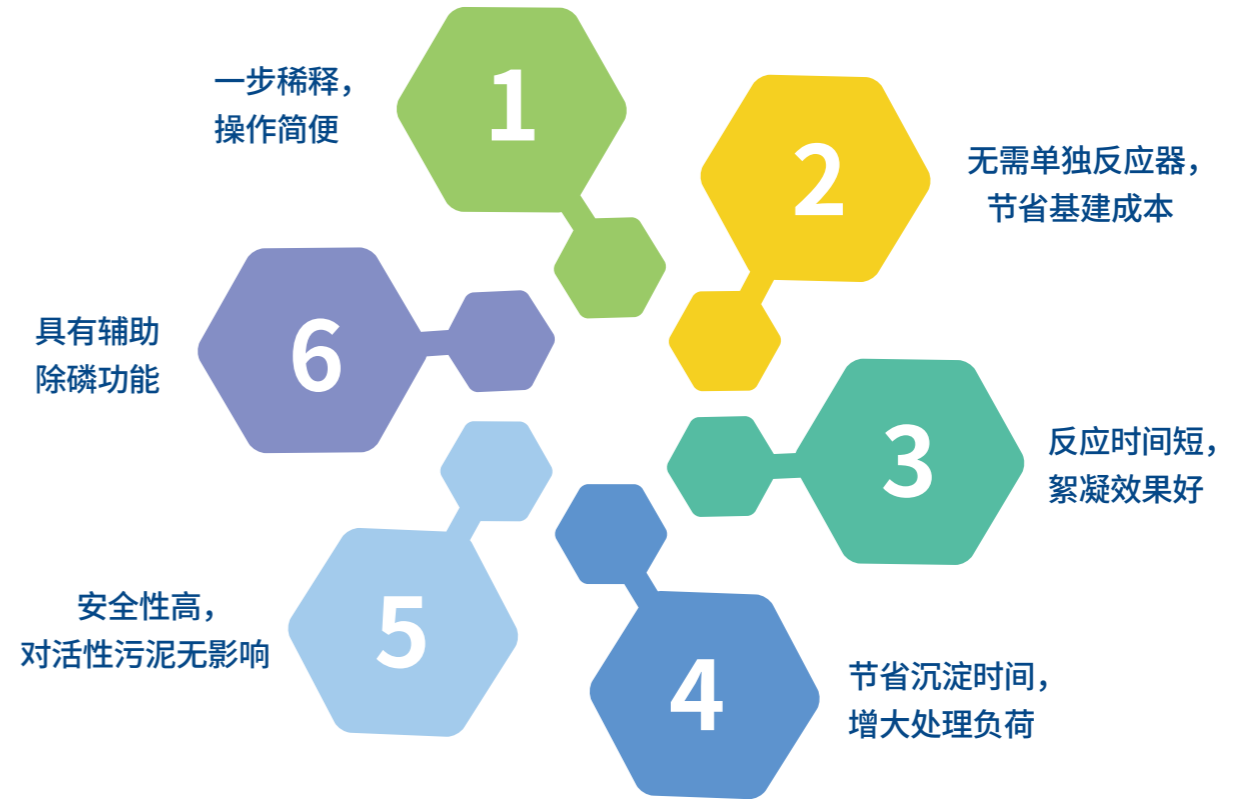 1
一步稀释，
操作简便
2
无需单独反应器，
节省基建成本
3
反应时间短，
絮凝效果好
4
节省沉淀时间，
增大处理负荷
5
安全性高，
对活性污泥无影响
6
具有辅助
除磷功能